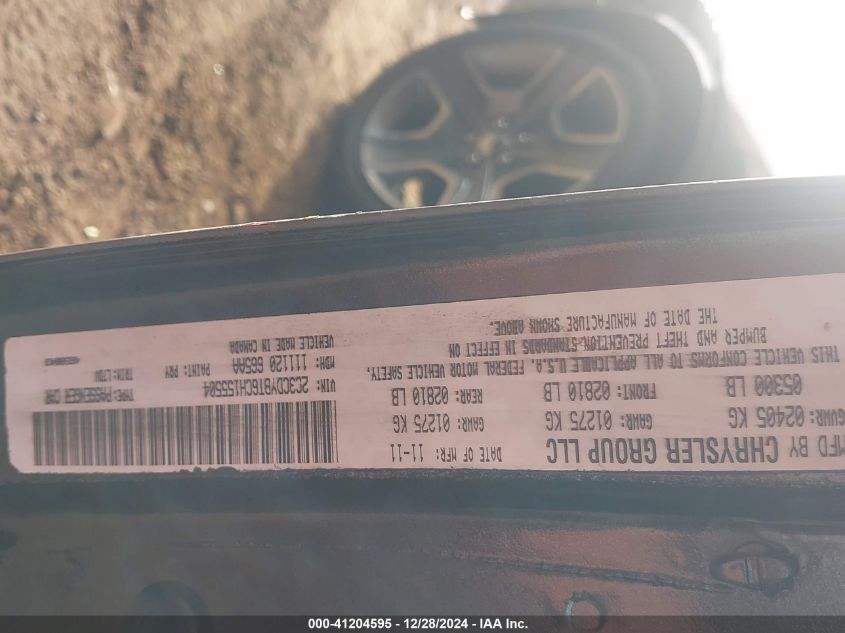 MFD BY CHRYSLER GROUP LLC DATE OF MFR: 11-11
GVWR: 02405 KG GAWR: 01275 KG GAWR: 01275 KG
05300 LB FRONT: 02810 LB REAR: 02810 LB
THIS VEHICLE CONFORMS TO ALL APPLICABLE U.S.A. FEDERAL MOTOR VEHICLE SAFETY,
BUMPER AND THEFT PREVENTION STANDARDS IN EFFECT ON
THE DATE OF MANUFACTURE SHOWN ABOVE.
VIN: 2C3CDYBT6CH155504 TYPE: PASSENGER CAR
MDH: 111120 PAINT: PRY TRIM:
VEHICLE MADE IN CANADA
000-41204595 - 12/28/2024 - IAA Inc.